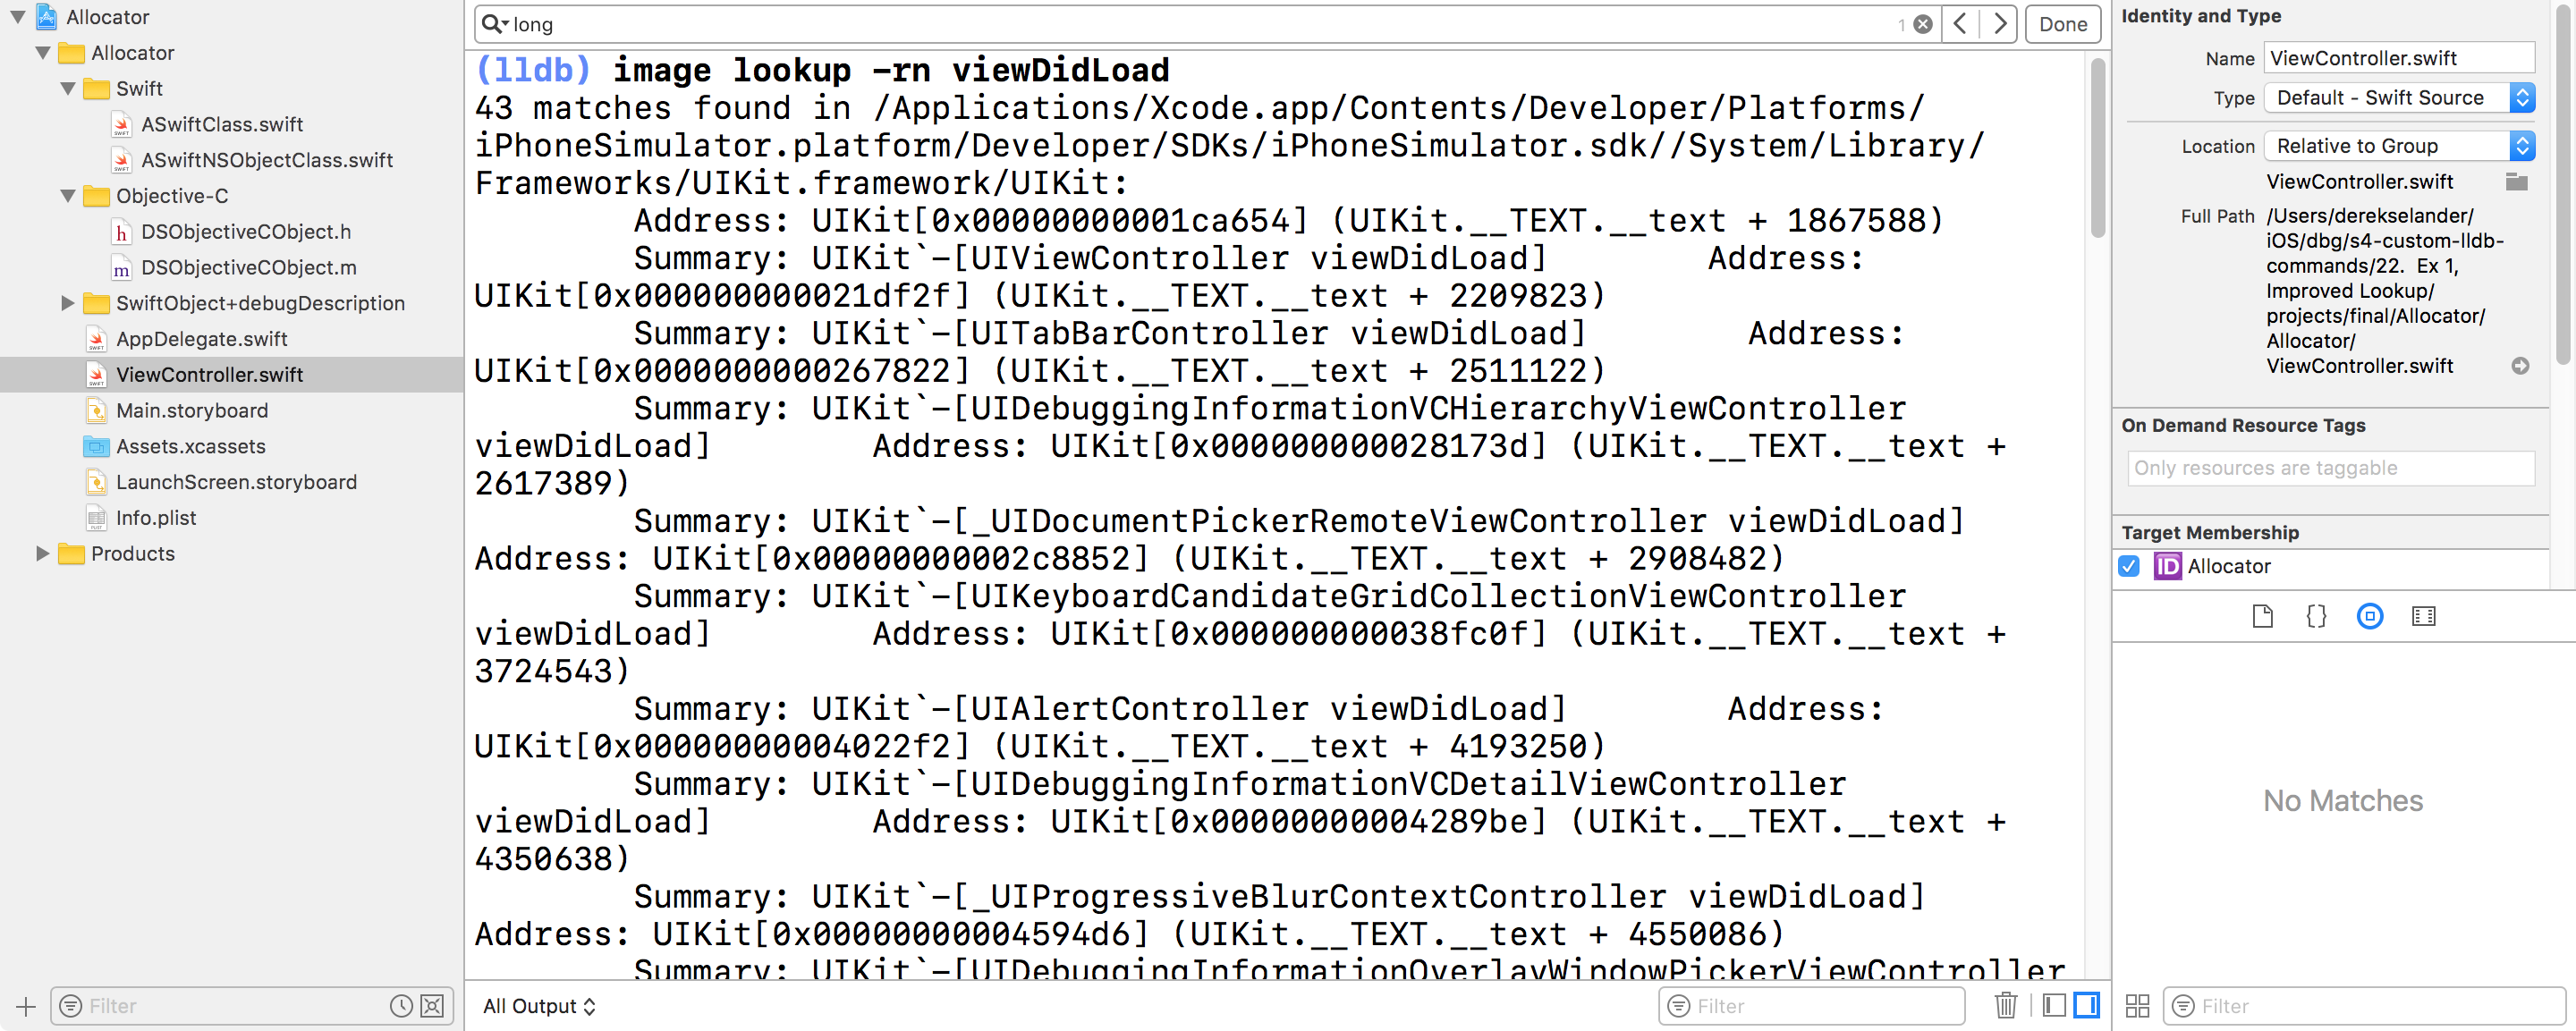 Allocator
Allocator
Swift
ASwiftClass.swift
ASwiftNSObjectClass.swift
Objective-C
DSObjectiveCObject.h
DSObjectiveCObject.m
SwiftObject+debugDescription
AppDelegate.swift
ViewController.swift
Main.storyboard
Assets.xcassets
LaunchScreen.storyboard
Info.plist
Products
Filter
long
1
Done
(lldb) image lookup -rn viewDidLoad
43 matches found in /Applications/Xcode.app/Contents/Developer/Platforms/
iPhoneSimulator.platform/Developer/SDKs/iPhoneSimulator.sdk//System/Library/
Frameworks/UIKit.framework/UIKit:
Address: UIKit[0x00000000001ca654] (UIKit.__TEXT.__text + 1867588)
Summary: UIKit`-[UIViewController viewDidLoad]        Address:
UIKit[0x000000000021df2f] (UIKit.__TEXT.__text + 2209823)
Summary: UIKit`-[UITabBarController viewDidLoad]        Address:
UIKit[0x0000000000267822] (UIKit.__TEXT.__text + 2511122)
Summary: UIKit`-[UIDebuggingInformationVCHierarchyViewController
viewDidLoad]        Address: UIKit[0x000000000028173d] (UIKit.__TEXT.__text +
2617389)
Summary: UIKit`-[_UIDocumentPickerRemoteViewController viewDidLoad]
Address: UIKit[0x00000000002c8852] (UIKit.__TEXT.__text + 2908482)
Summary: UIKit`-[UIKeyboardCandidateGridCollectionViewController
viewDidLoad]        Address: UIKit[0x000000000038fc0f] (UIKit.__TEXT.__text +
3724543)
Summary: UIKit`-[UIAlertController viewDidLoad]        Address:
UIKit[0x00000000004022f2] (UIKit.__TEXT.__text + 4193250)
Summary: UIKit`-[UIDebuggingInformationVCDetailViewController
viewDidLoad]        Address: UIKit[0x00000000004289be] (UIKit.__TEXT.__text +
4350638)
Summary: UIKit`-[_UIProgressiveBlurContextController viewDidLoad]
Address: UIKit[0x00000000004594d6] (UIKit.__TEXT.__text + 4550086)
Summary: UIKit`-[UIDebuggingInformationOverlayWindowPickerViewController
All Output
Filter
Identity and Type
Name ViewController.swift
Type Default - Swift Source
Location Relative to Group
ViewController.swift
Full Path /Users/derekselander/
iOS/dbg/s4-custom-lldb-
commands/22.  Ex 1,
Improved Lookup/
projects/final/Allocator/
Allocator/
ViewController.swift
On Demand Resource Tags
Only resources are taggable
Target Membership
Allocator
{}
No Matches
Filter